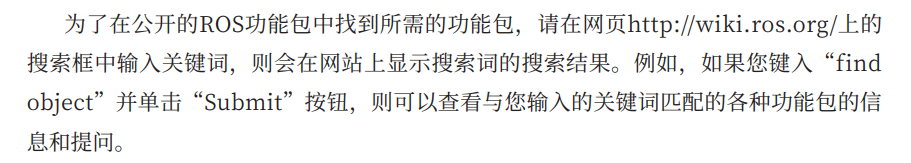 为了在公开的ROS功能包中找到所需的功能包，请在网页http://wiki.ros.org/上的
搜索框中输入关键词，则会在网站上显示搜索词的搜索结果。例如，如果您键入“find
object”并单击“Submit”按钮，则可以查看与您输入的关键词匹配的各种功能包的信
息和提问。